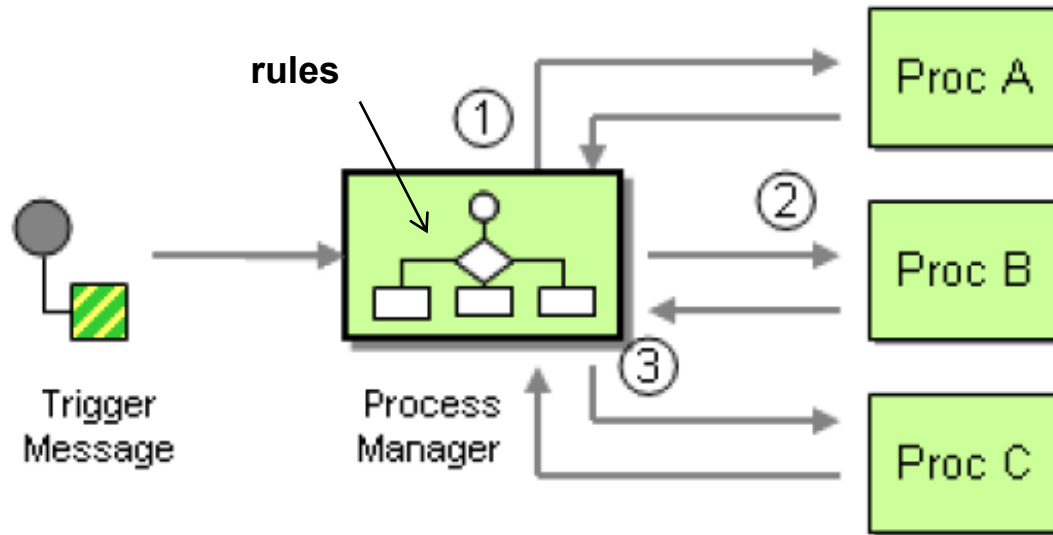 rules
1
Proc A
2
Proc B
3
Trigger
Message
Process
Manager
Proc C